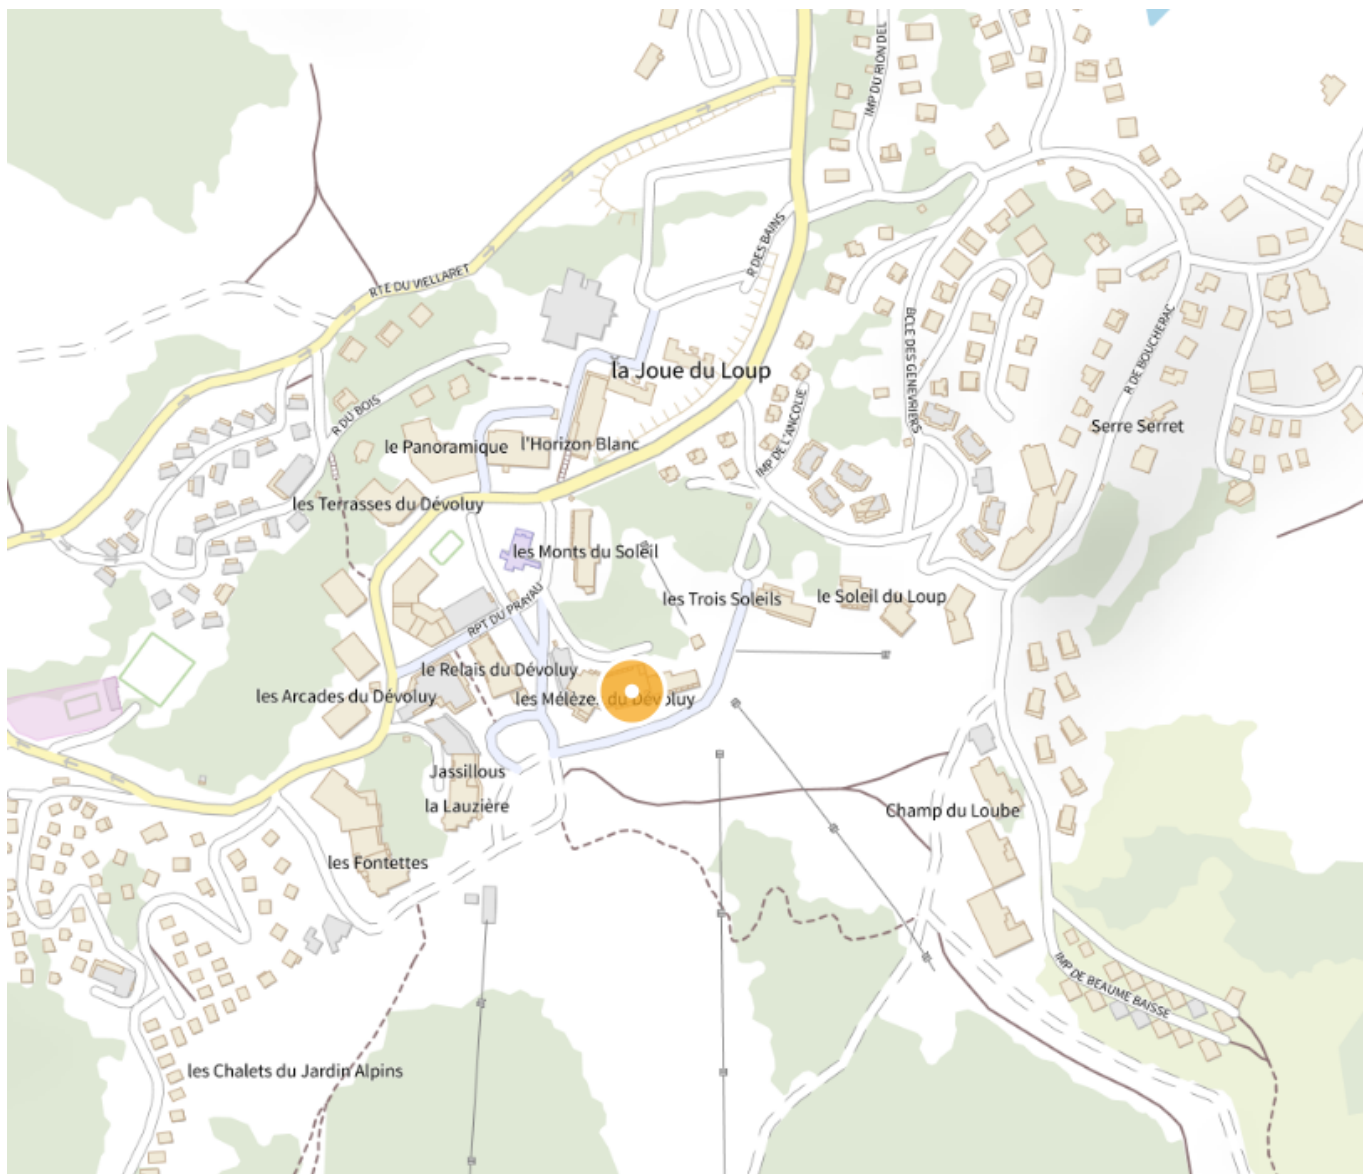 IMP DU RION DEL
R DES BAINS
RTE DU VIELLARET
BCLE DES GENEVRIERS
R DE BOUCHERAC
la Joue du Loup
IMP DE L'ANCOLIE
R DU BOIS
Serre Serret
le Panoramique
l'Horizon Blanc
les Terrasses du Dévoluy
les Monts du Soleil
RPT DU PRAYAU
les Trois Soleils
le Soleil du Loup
le Relais du Dévoluy
les Arcades du Dévoluy
les Mélèze du Dévoluy
Jassillous
la Lauzière
Champ du Loube
les Fontettes
IMP DE BEAUME BAISSE
les Chalets du Jardin Alpins